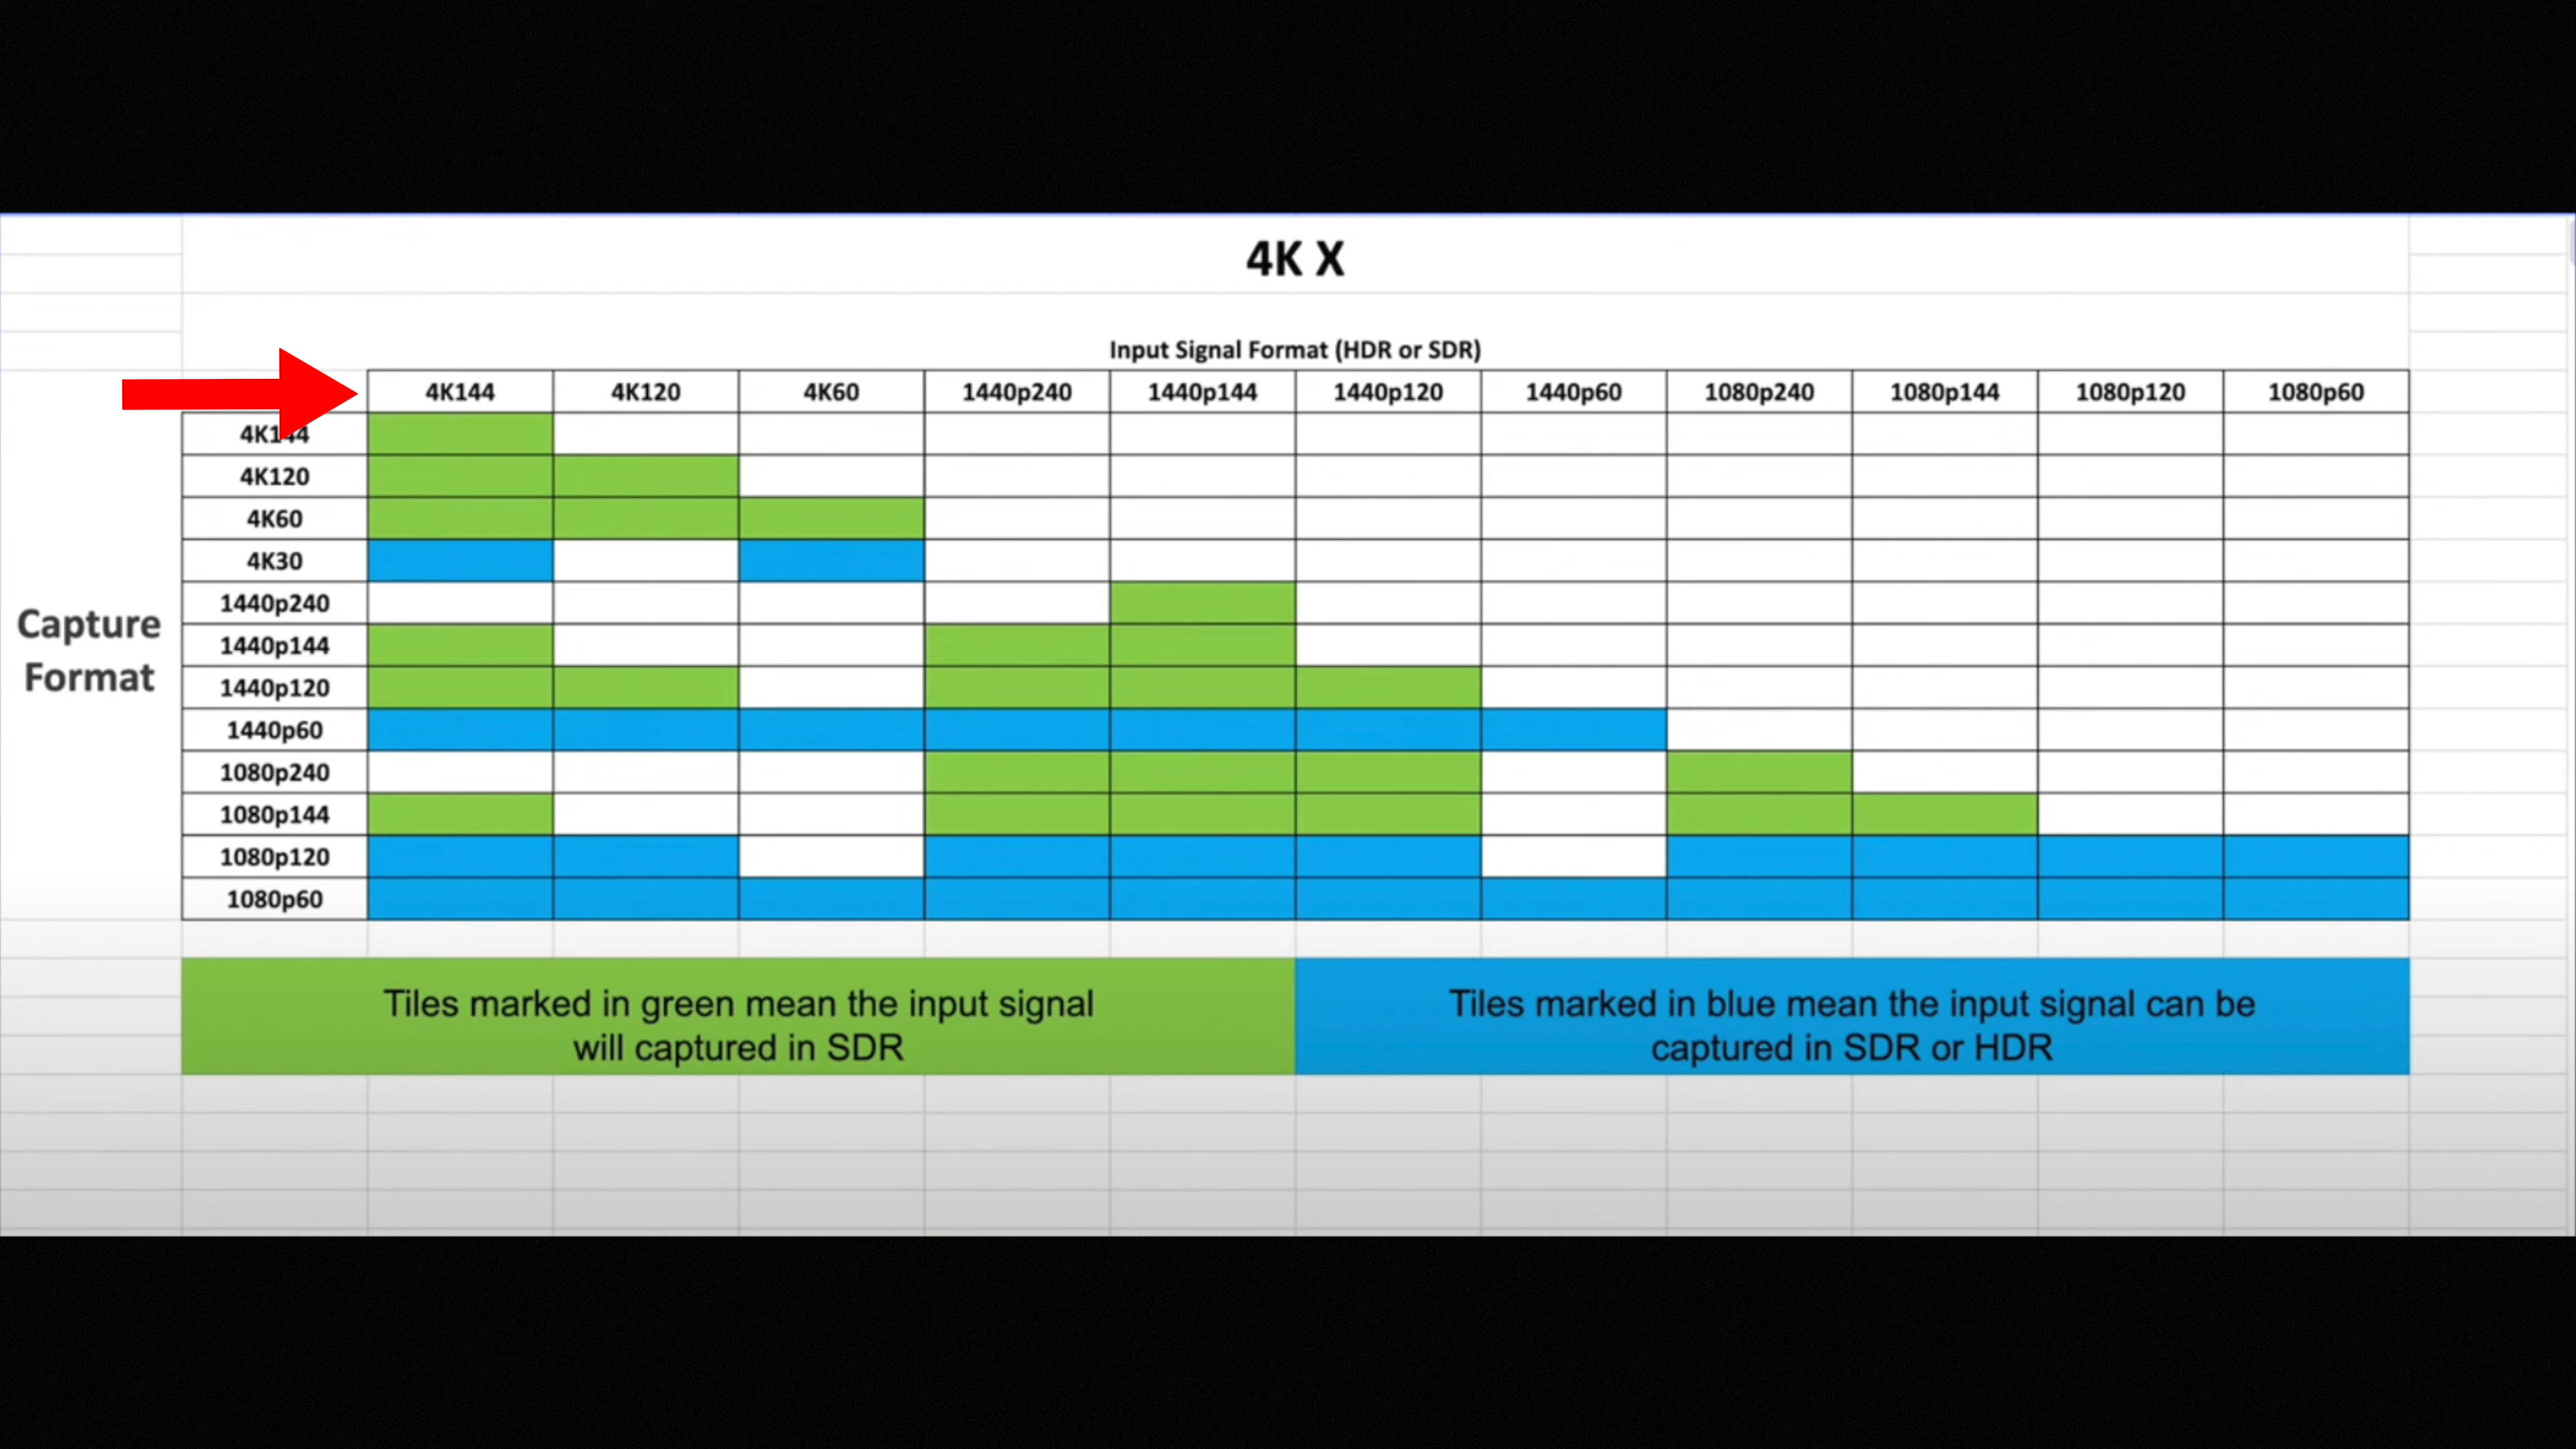 4K X
Input Signal Format (HDR or SDR)
4K144 4K120 4K60 1440p240 1440p144 1440p120 1440p60 1080p240 1080p144 1080p120 1080p60
Capture
Format
4K144
4K120
4K60
4K30
1440p240
1440p144
1440p120
1440p60
1080p240
1080p144
1080p120
1080p60
Tiles marked in green mean the input signal
will captured in SDR
Tiles marked in blue mean the input signal can be
captured in SDR or HDR